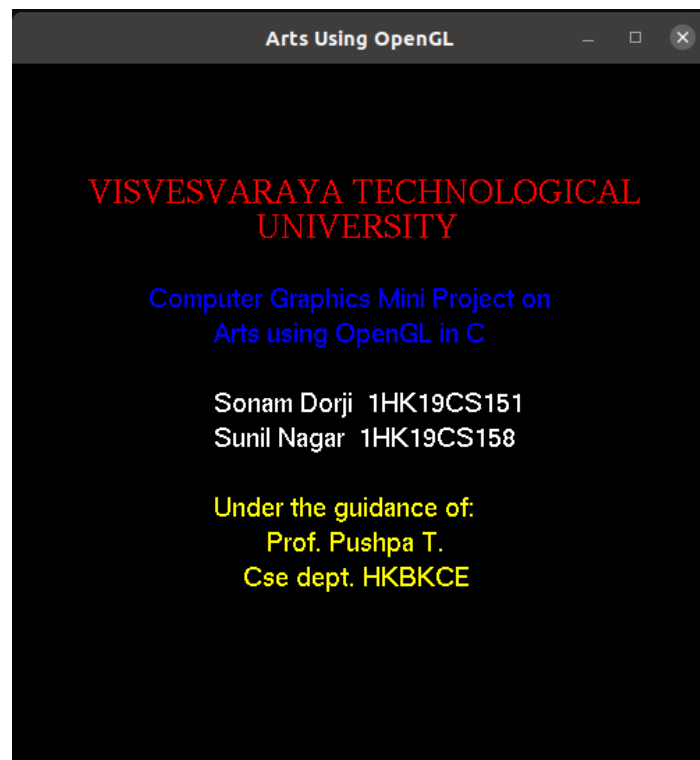 Arts Using OpenGL
VISVESVARAYA TECHNOLOGICAL
UNIVERSITY
Computer Graphics Mini Project on
Arts using OpenGL in C
Sonam Dorji 1HK19CS151
Sunil Nagar 1HK19CS158
Under the guidance of:
Prof. Pushpa T.
Cse dept. HKBKCE